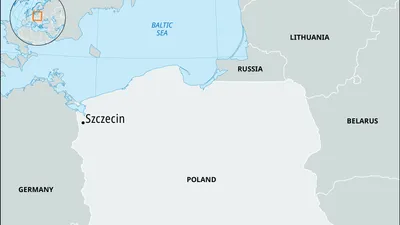 BALTIC
SEA
LITHUANIA
RUSSIA
Szczecin
BELARUS
POLAND
GERMANY